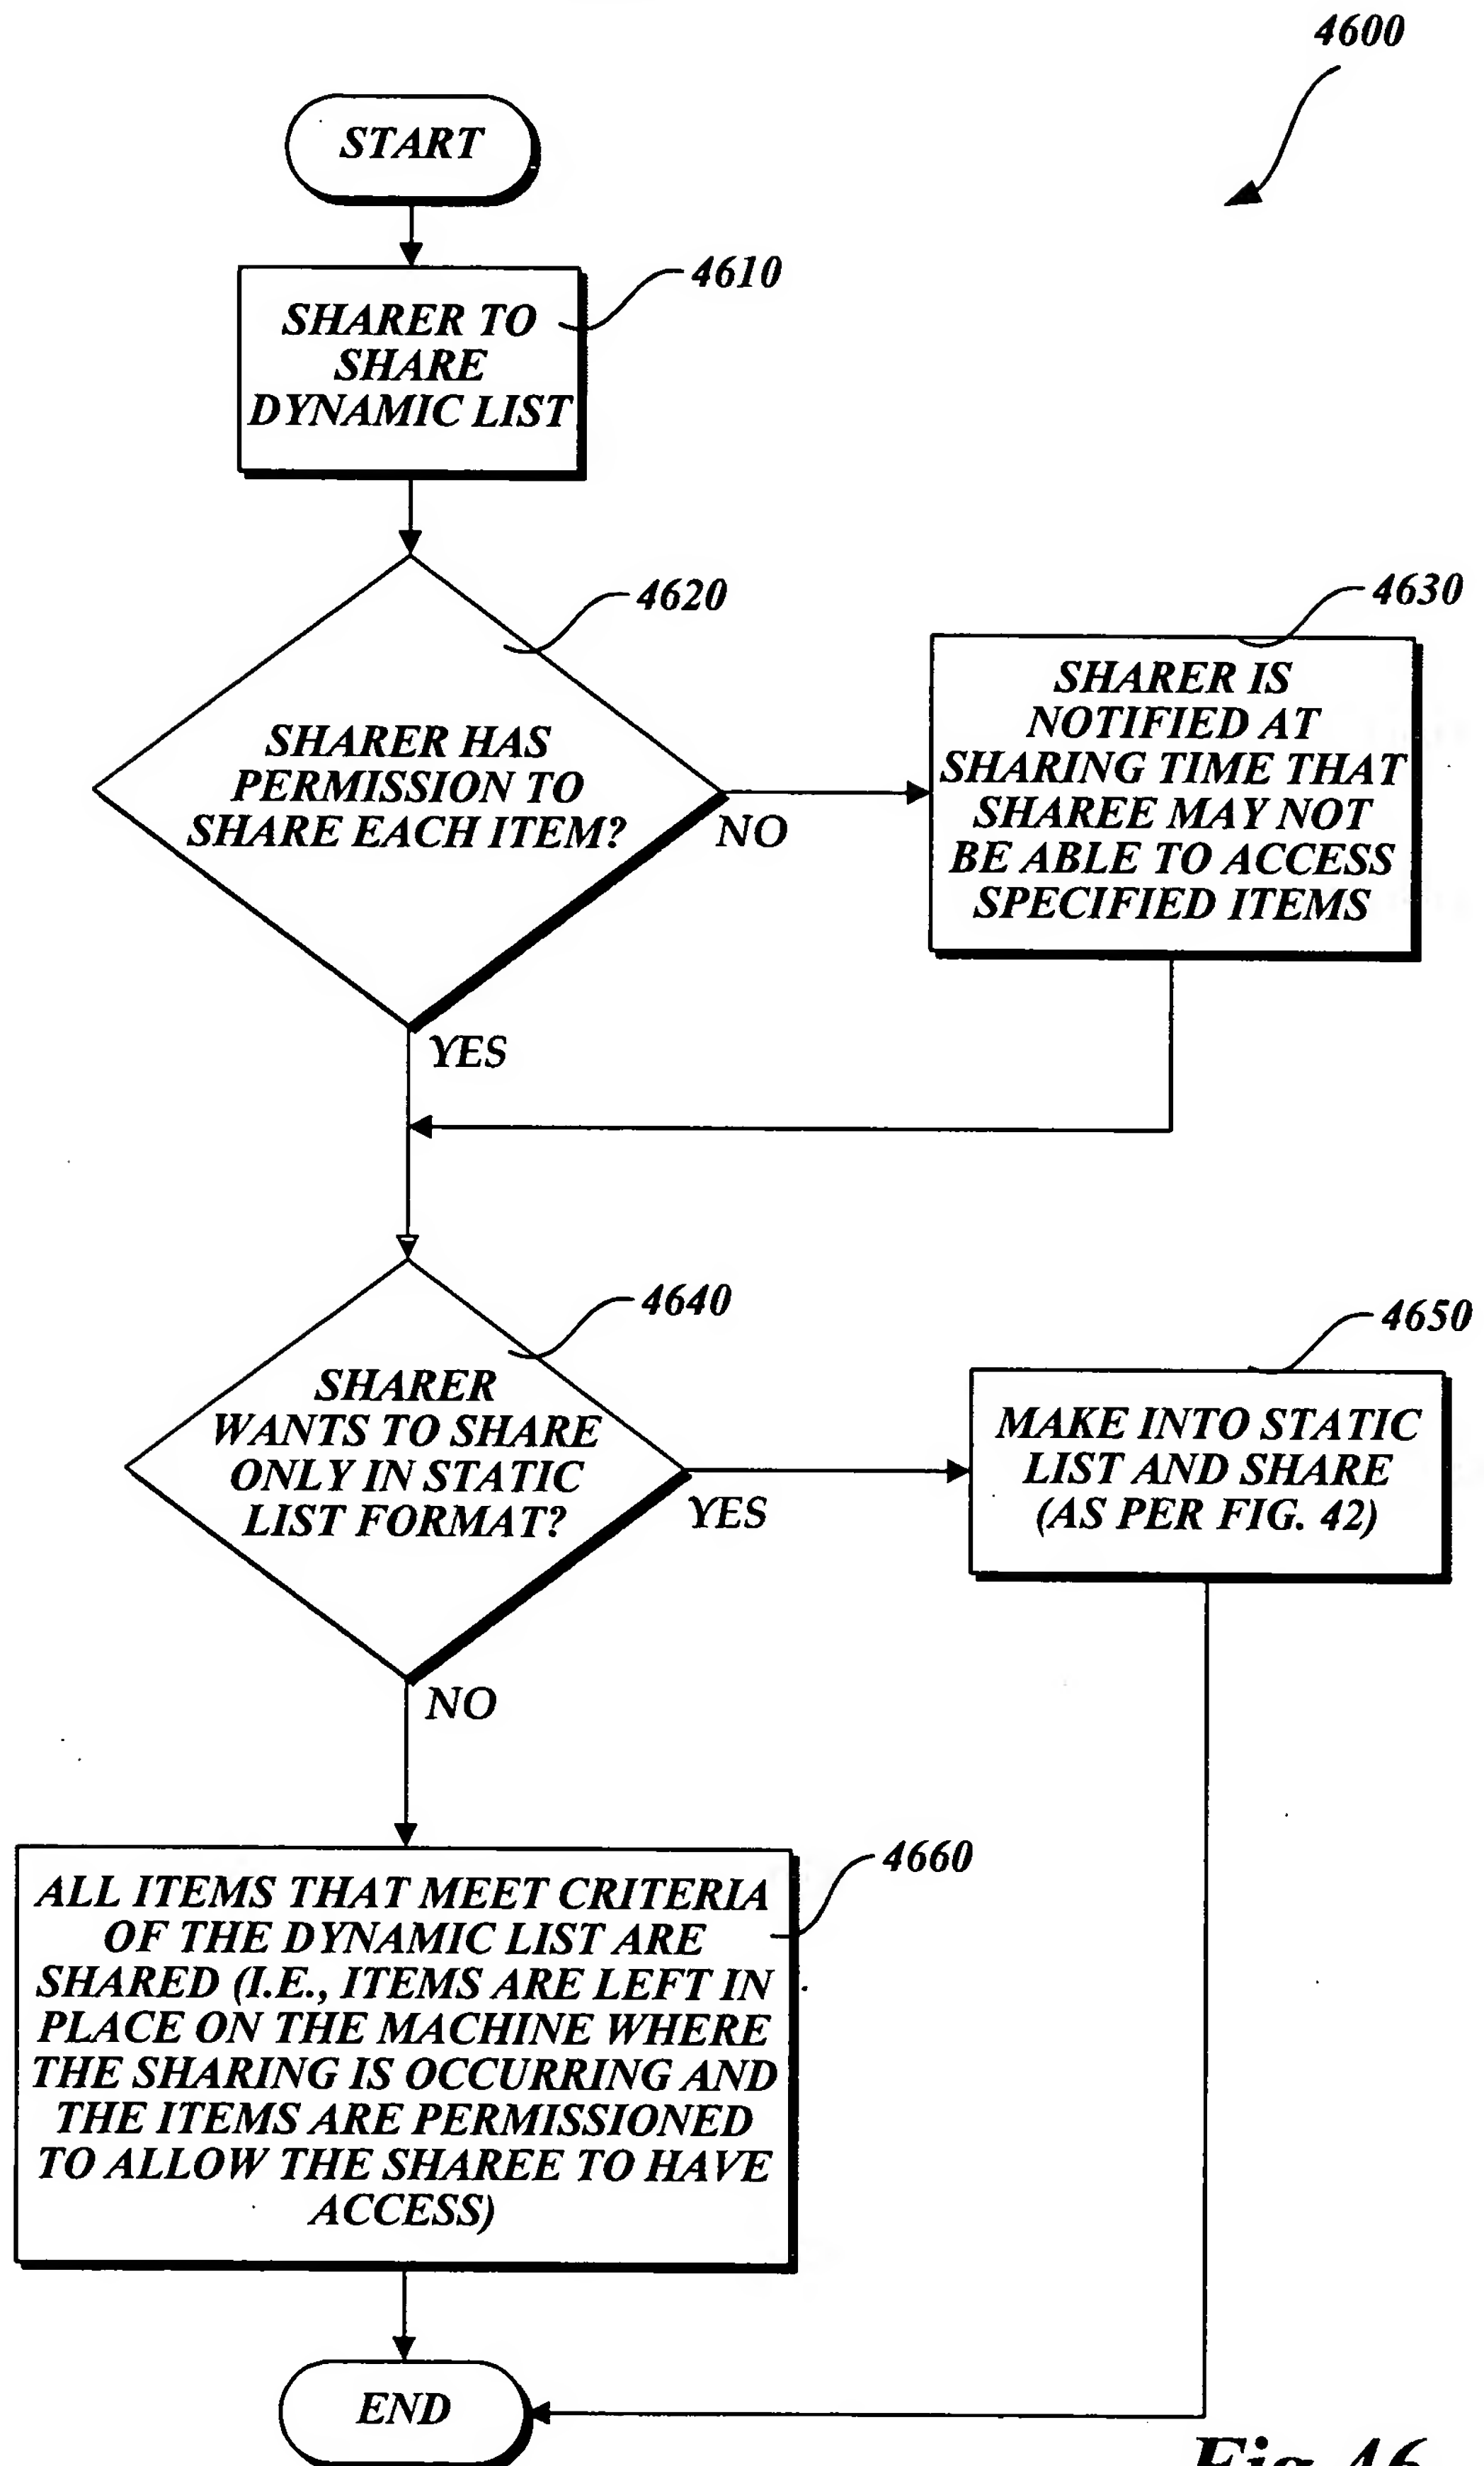 4600
START
4610
SHARER TO
SHARE
DYNAMIC LIST
4620
SHARER HAS
PERMISSION TO
SHARE EACH ITEM?
NO
YES
4630
SHARER IS
NOTIFIED AT
SHARING TIME THAT
SHAREE MAY NOT
BE ABLE TO ACCESS
SPECIFIED ITEMS
4640
SHARER
WANTS TO SHARE
ONLY IN STATIC
LIST FORMAT?
YES
NO
4650
MAKE INTO STATIC
LIST AND SHARE
(AS PER FIG. 42)
4660
ALL ITEMS THAT MEET CRITERIA
OF THE DYNAMIC LIST ARE
SHARED (I.E., ITEMS ARE LEFT IN
PLACE ON THE MACHINE WHERE
THE SHARING IS OCCURRING AND
THE ITEMS ARE PERMISSIONED
TO ALLOW THE SHAREE TO HAVE
ACCESS)
END
Fig. 46